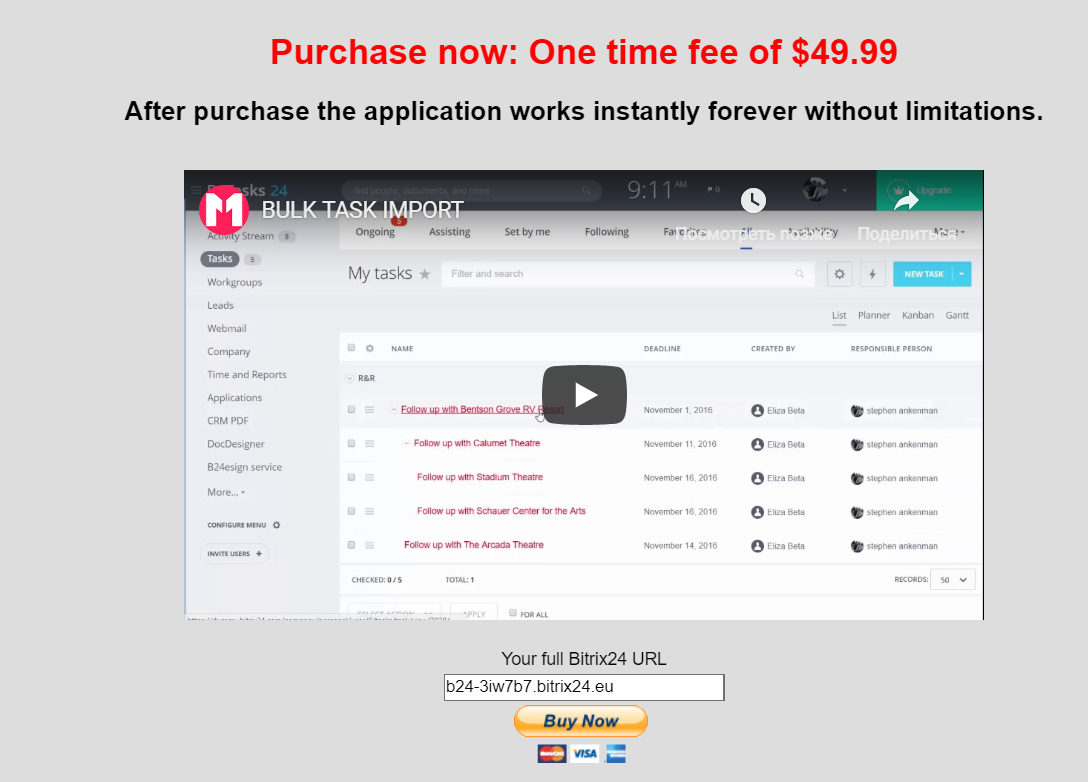 Purchase now: One time fee of $49.99
After purchase the application works instantly forever without limitations.
24
find people, documents, and more
9:11 AM
0
Upgrade
BULK TASK IMPORT
Посмотреть позже
Поделиться
Activity Stream 5
Ongoing 5 Assisting Set by me Following All
Tasks 5
My tasks
Filter and search
NEW TASK
Workgroups
Leads
List Planner Kanban Gantt
Webmail
Company
NAME DEADLINE CREATED BY RESPONSIBLE PERSON
Time and Reports
R&R
Applications
Follow up with Bentson Grove RV Resort November 1, 2016 Eliza Beta stephen ankenman
CRM PDF
DocDesigner
Follow up with Calumet Theatre November 11, 2016 Eliza Beta stephen ankenman
B24esign service
Follow up with Stadium Theatre November 16, 2016 Eliza Beta stephen ankenman
More...
Follow up with Schauer Center for the Arts November 16, 2016 Eliza Beta stephen ankenman
CONFIGURE MENU
Follow up with The Arcada Theatre November 14, 2016 Eliza Beta stephen ankenman
INVITE USERS +
CHECKED: 0 / 5 TOTAL: 1 RECORDS: 50
SELECT ACTION APPLY FOR ALL
Your full Bitrix24 URL
b24-3iw7b7.bitrix24.eu
Buy Now
MasterCard VISA